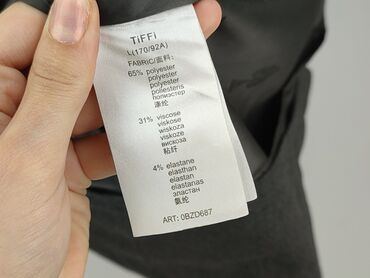 TiFFi
L(170/92A)
FABRIC/面料:
65% polyester
polyester
polyester
poliesteris
полиэстер
涤纶
31% viscose
viskose
wiskoza
viskoze
вискоза
粘纤
4% elastane
elasthan
elastan
elastanas
эластан
氨纶
ART: 0BZD687